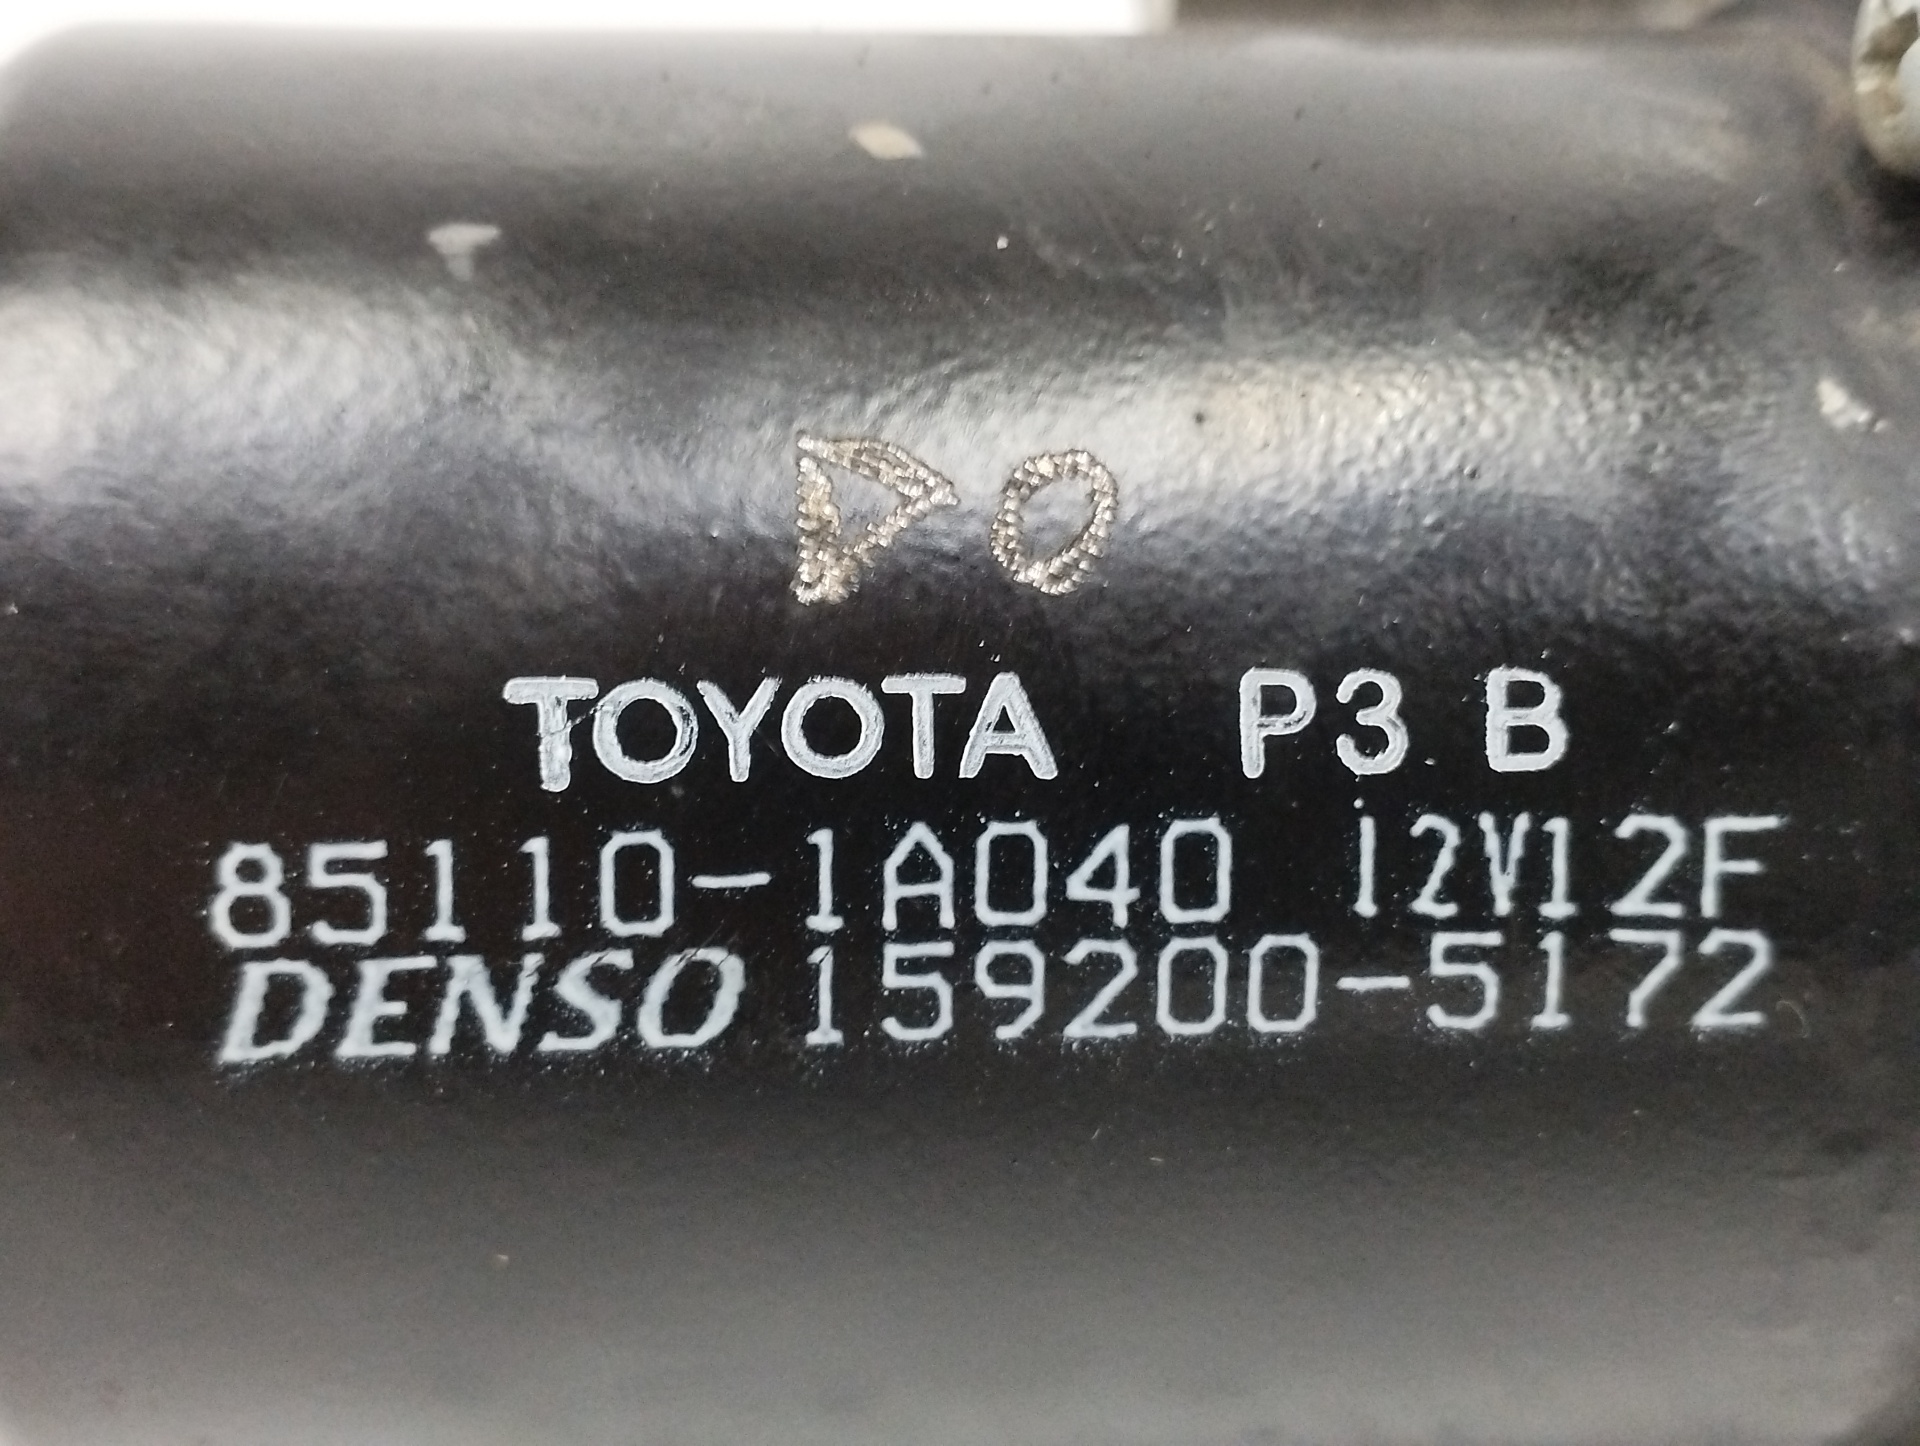 DO
TOYOTA P3 B
85110-1A040 12V12F
DENSO 159200-5172